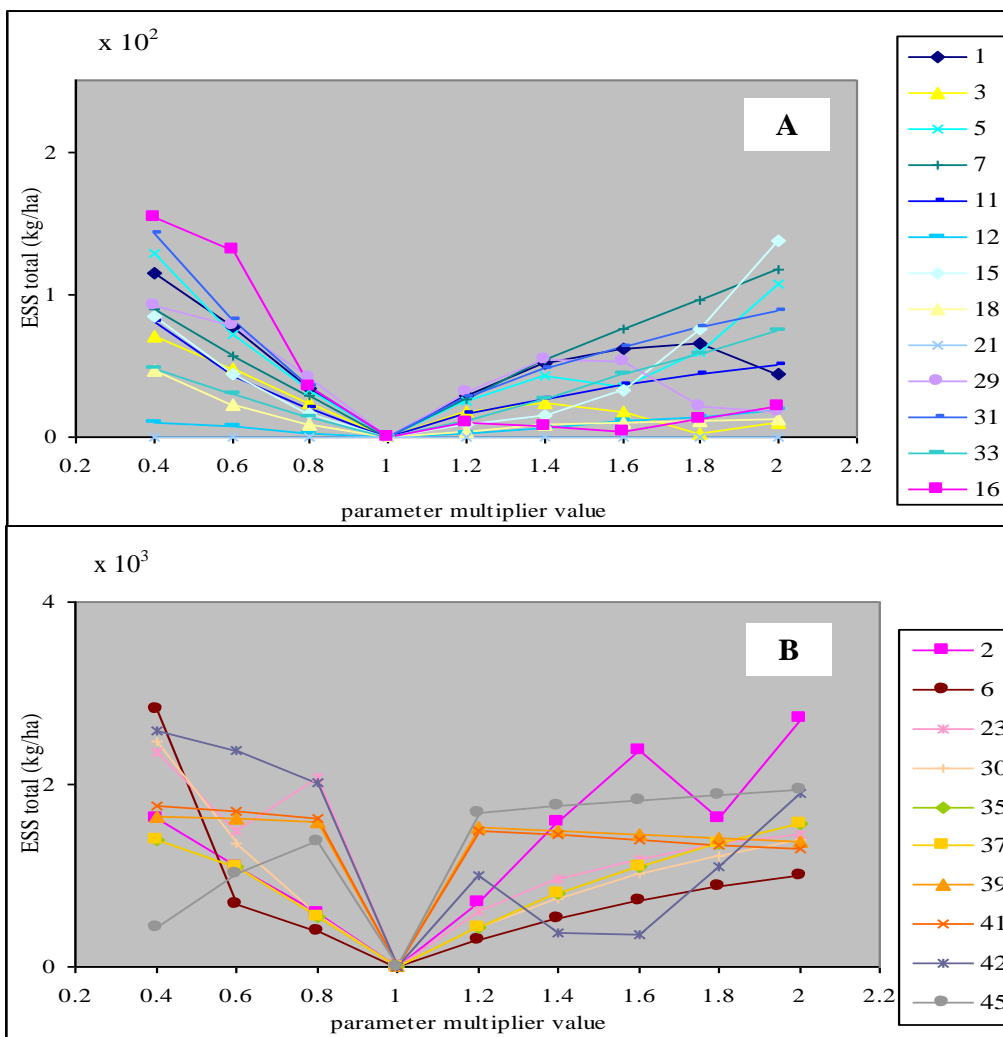 x 10²
A
ESS total (kg/ha)
2
1
0
0.2 0.4 0.6 0.8 1 1.2 1.4 1.6 1.8 2 2.2
parameter multiplier value
1
3
5
7
11
12
15
18
21
29
31
33
16
x 10³
B
ESS total (kg/ha)
4
2
0
0.2 0.4 0.6 0.8 1 1.2 1.4 1.6 1.8 2 2.2
parameter multiplier value
2
6
23
30
35
37
39
41
42
45